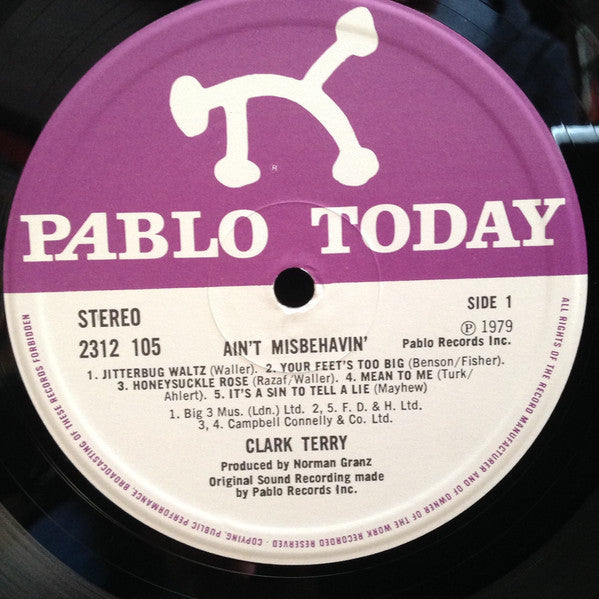 ®
PABLO TODAY
STEREO
2312 105
SIDE 1
Ⓟ 1979
Pablo Records Inc.
AIN'T MISBEHAVIN'
1. JITTERBUG WALTZ (Waller). 2. YOUR FEET'S TOO BIG (Benson/Fisher).
3. HONEYSUCKLE ROSE (Razaf/Waller). 4. MEAN TO ME (Turk/
Ahlert). 5. IT'S A SIN TO TELL A LIE (Mayhew)
1. Big 3 Mus. (Ldn.) Ltd. 2, 5. F. D. & H. Ltd.
3, 4. Campbell Connelly & Co. Ltd.
CLARK TERRY
Produced by Norman Granz
Original Sound Recording made
by Pablo Records Inc.
ALL RIGHTS OF THE RECORD MANUFACTURER AND OF OWNER OF THE WORK RECORDED RESERVED · COPYING, PUBLIC PERFORMANCE, BROADCASTING OF THESE RECORDS FORBIDDEN